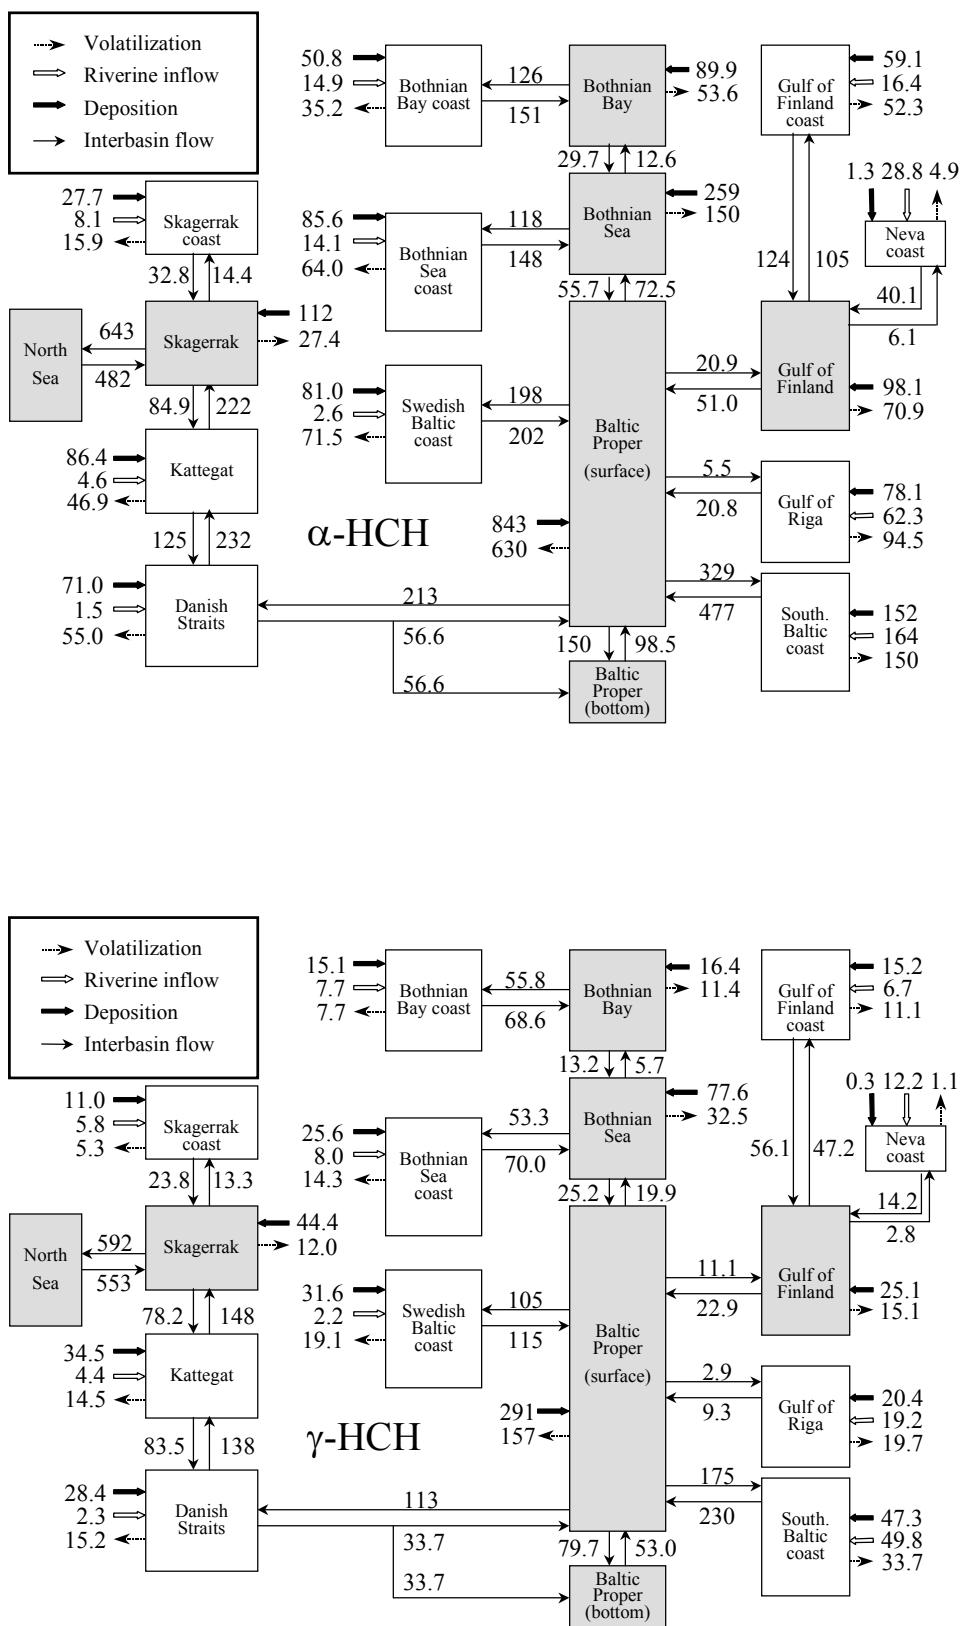 Volatilization
Riverine inflow
Deposition
Interbasin flow
50.8
14.9
35.2
Bothnian
Bay coast
126
151
Bothnian
Bay
89.9
53.6
Gulf of
Finland
coast
59.1
16.4
52.3
29.7
12.6
1.3 28.8 4.9
Neva
coast
27.7
8.1
15.9
Skagerrak
coast
85.6
14.1
64.0
Bothnian
Sea
coast
118
148
Bothnian
Sea
259
150
32.8
14.4
55.7
72.5
124
105
40.1
6.1
North
Sea
643
482
Skagerrak
112
27.4
Gulf of
Finland
98.1
70.9
20.9
51.0
84.9
222
81.0
2.6
71.5
Swedish
Baltic
coast
198
202
Baltic
Proper
(surface)
86.4
4.6
46.9
Kattegat
5.5
20.8
Gulf of
Riga
78.1
62.3
94.5
125
232
α-HCH
843
630
71.0
1.5
55.0
Danish
Straits
213
56.6
329
477
South.
Baltic
coast
152
164
150
150
98.5
56.6
Baltic
Proper
(bottom)
Volatilization
Riverine inflow
Deposition
Interbasin flow
15.1
7.7
7.7
Bothnian
Bay coast
55.8
68.6
Bothnian
Bay
16.4
11.4
Gulf of
Finland
coast
15.2
6.7
11.1
13.2
5.7
0.3 12.2 1.1
Neva
coast
11.0
5.8
5.3
Skagerrak
coast
25.6
8.0
14.3
Bothnian
Sea
coast
53.3
70.0
Bothnian
Sea
77.6
32.5
23.8
13.3
25.2
19.9
56.1
47.2
14.2
2.8
North
Sea
592
553
Skagerrak
44.4
12.0
Gulf of
Finland
25.1
15.1
11.1
22.9
78.2
148
31.6
2.2
19.1
Swedish
Baltic
coast
105
115
Baltic
Proper
(surface)
34.5
4.4
14.5
Kattegat
2.9
9.3
Gulf of
Riga
20.4
19.2
19.7
83.5
138
γ-HCH
291
157
28.4
2.3
15.2
Danish
Straits
113
33.7
175
230
South.
Baltic
coast
47.3
49.8
33.7
79.7
53.0
33.7
Baltic
Proper
(bottom)